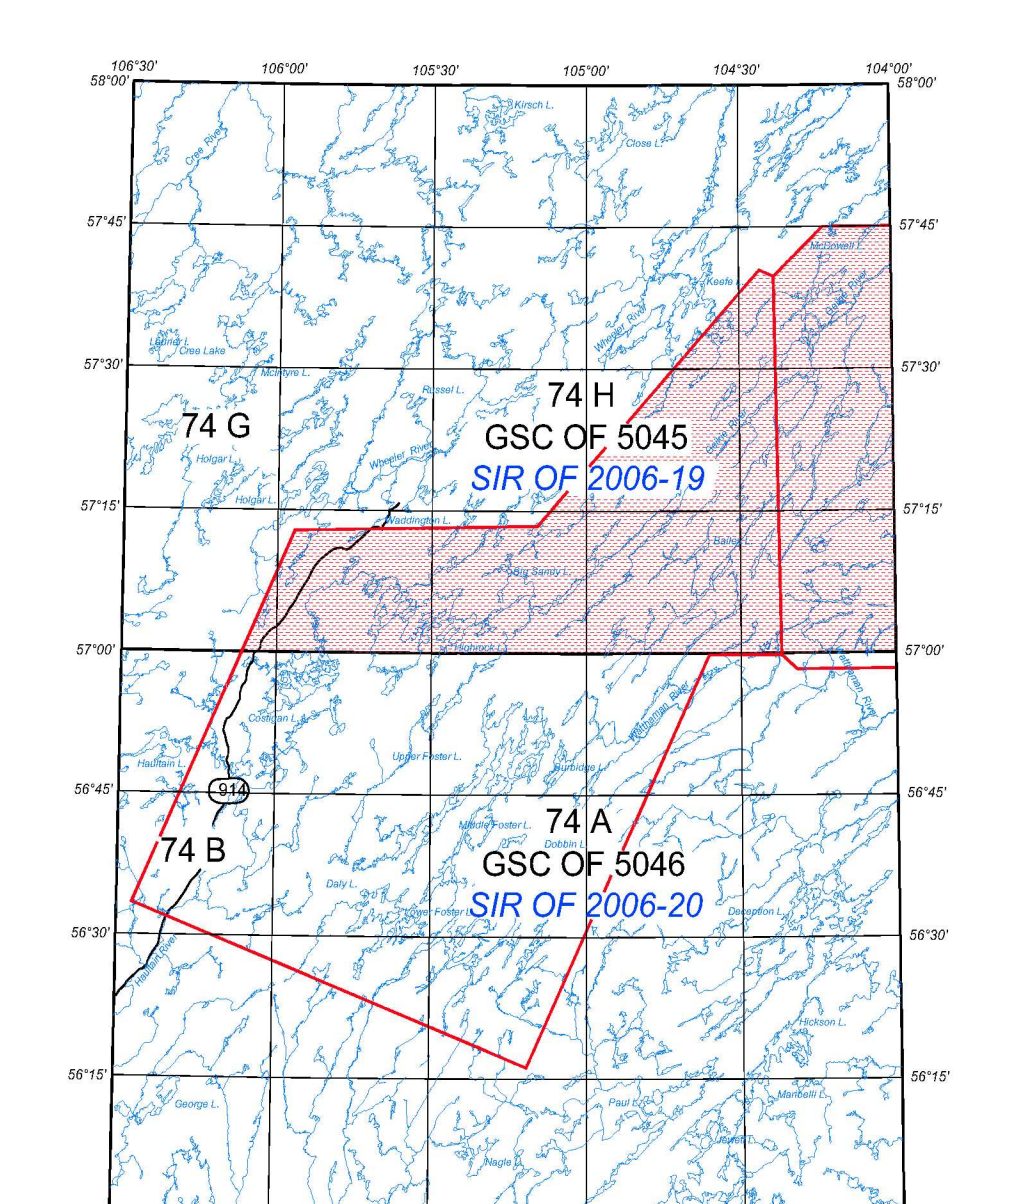 106°30' 106°00' 105°30' 105°00' 104°30' 104°00'
58°00' 58°00'
Kirsch L.
Close L.
Cree River
57°45' 57°45'
McDowell L.
Keefe
Wheeler River
Cree Lake
57°30' 57°30'
McIntyre L.
Russel L.
74 H
74 G
GSC OF 5045
Holgar L.
Wheeler River
SIR OF 2006-19
Holgar L.
57°15' 57°15'
Waddington L.
Big Sandy L.
57°00' 57°00'
Highrock L.
Costigan L.
Upper Foster L.
Haultain L.
Burbidge L.
56°45' 56°45'
914
Middle Foster L.
74 A
Dobbin L.
74 B
GSC OF 5046
Daly L.
SIR OF 2006-20
Lower Foster L.
Deception L.
56°30' 56°30'
Haultain River
Hickson L.
56°15' 56°15'
George L.
Paul L.
Maribelli L.
Nagle L.